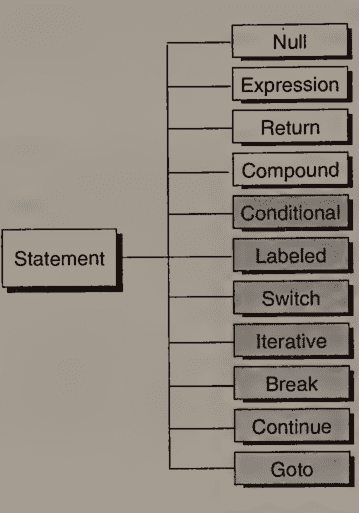 Null
Expression
Return
Compound
Conditional
Statement
Labeled
Switch
Iterative
Break
Continue
Goto